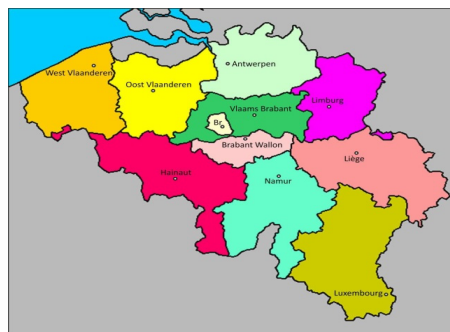 Antwerpen
West Vlaanderen
Oost Vlaanderen
Limburg
Vlaams Brabant
Br.
Brabant Wallon
Liège
Hainaut
Namur
Luxembourg